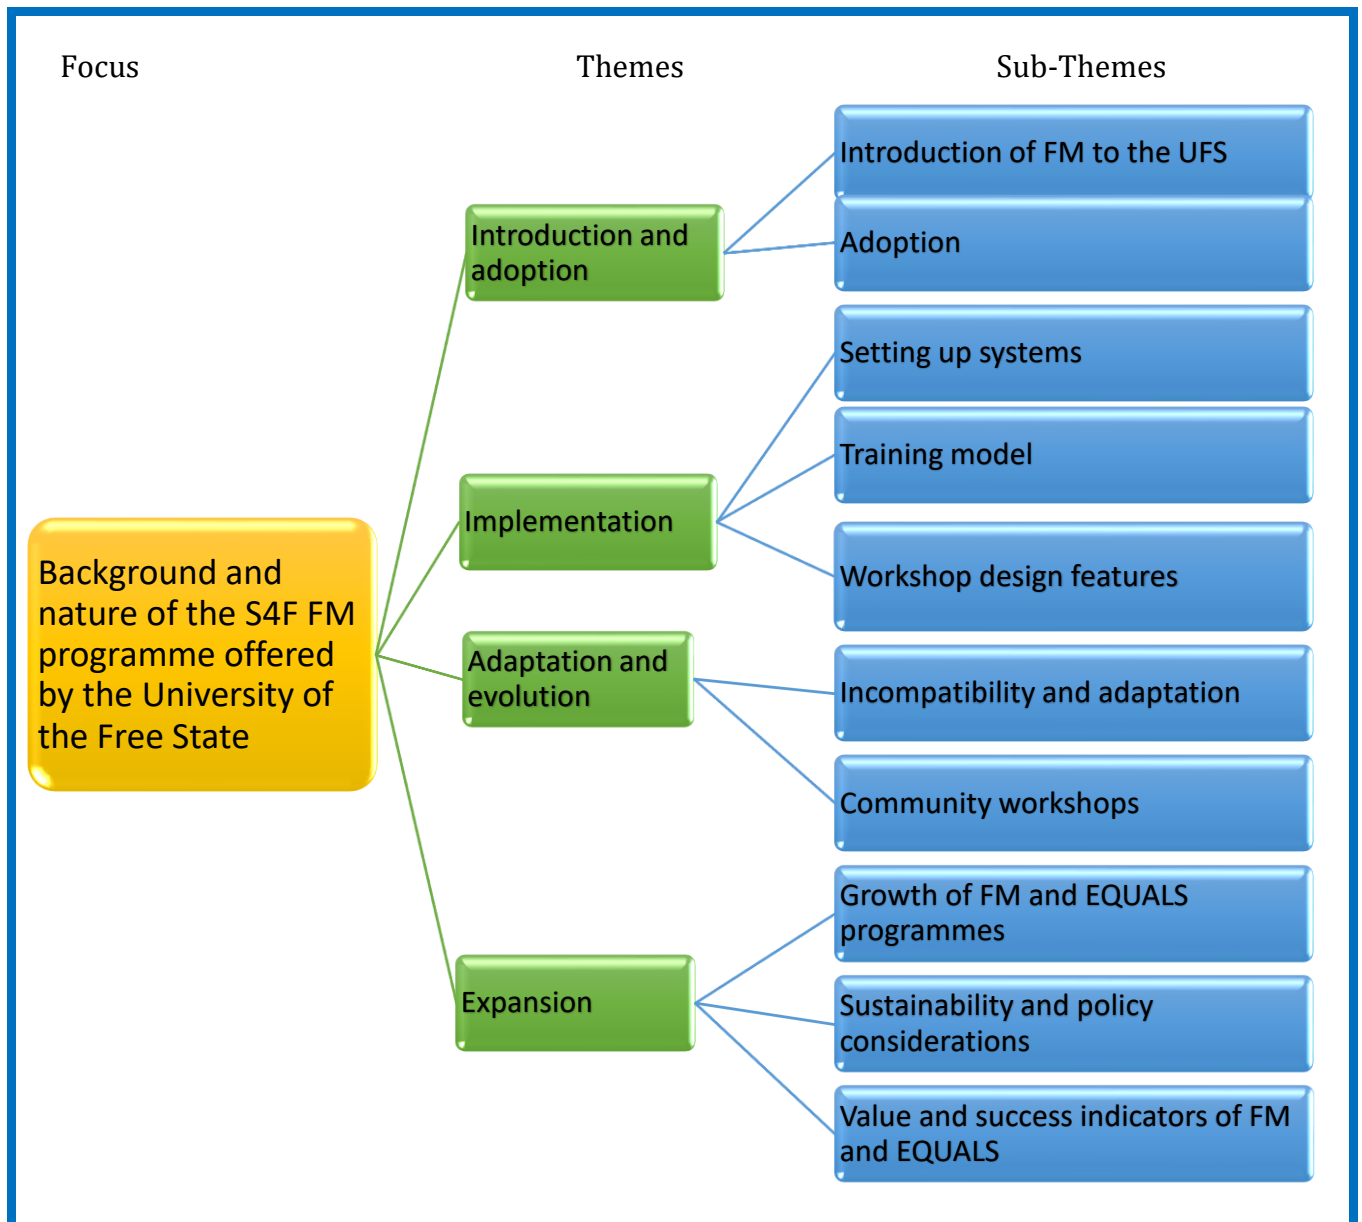 Focus
Themes
Sub-Themes
Background and
nature of the S4F FM
programme offered
by the University of
the Free State
Introduction and
adoption
Introduction of FM to the UFS
Adoption
Implementation
Setting up systems
Training model
Workshop design features
Adaptation and
evolution
Incompatibility and adaptation
Community workshops
Expansion
Growth of FM and EQUALS
programmes
Sustainability and policy
considerations
Value and success indicators of FM
and EQUALS